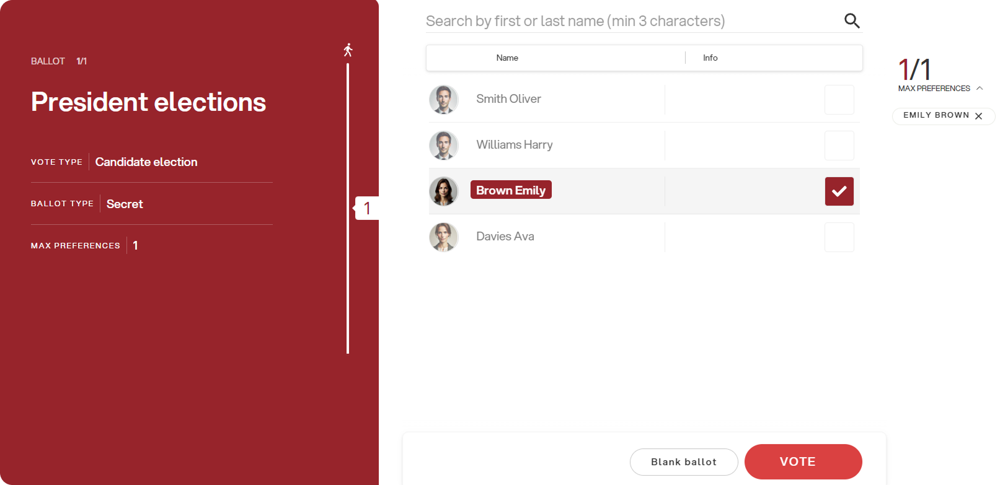 BALLOT 1/1
President elections
VOTE TYPE Candidate election
BALLOT TYPE Secret
MAX PREFERENCES 1
1
Search by first or last name (min 3 characters)
Name Info
Smith Oliver
Williams Harry
Brown Emily
Davies Ava
Blank ballot VOTE
1/1
MAX PREFERENCES
EMILY BROWN